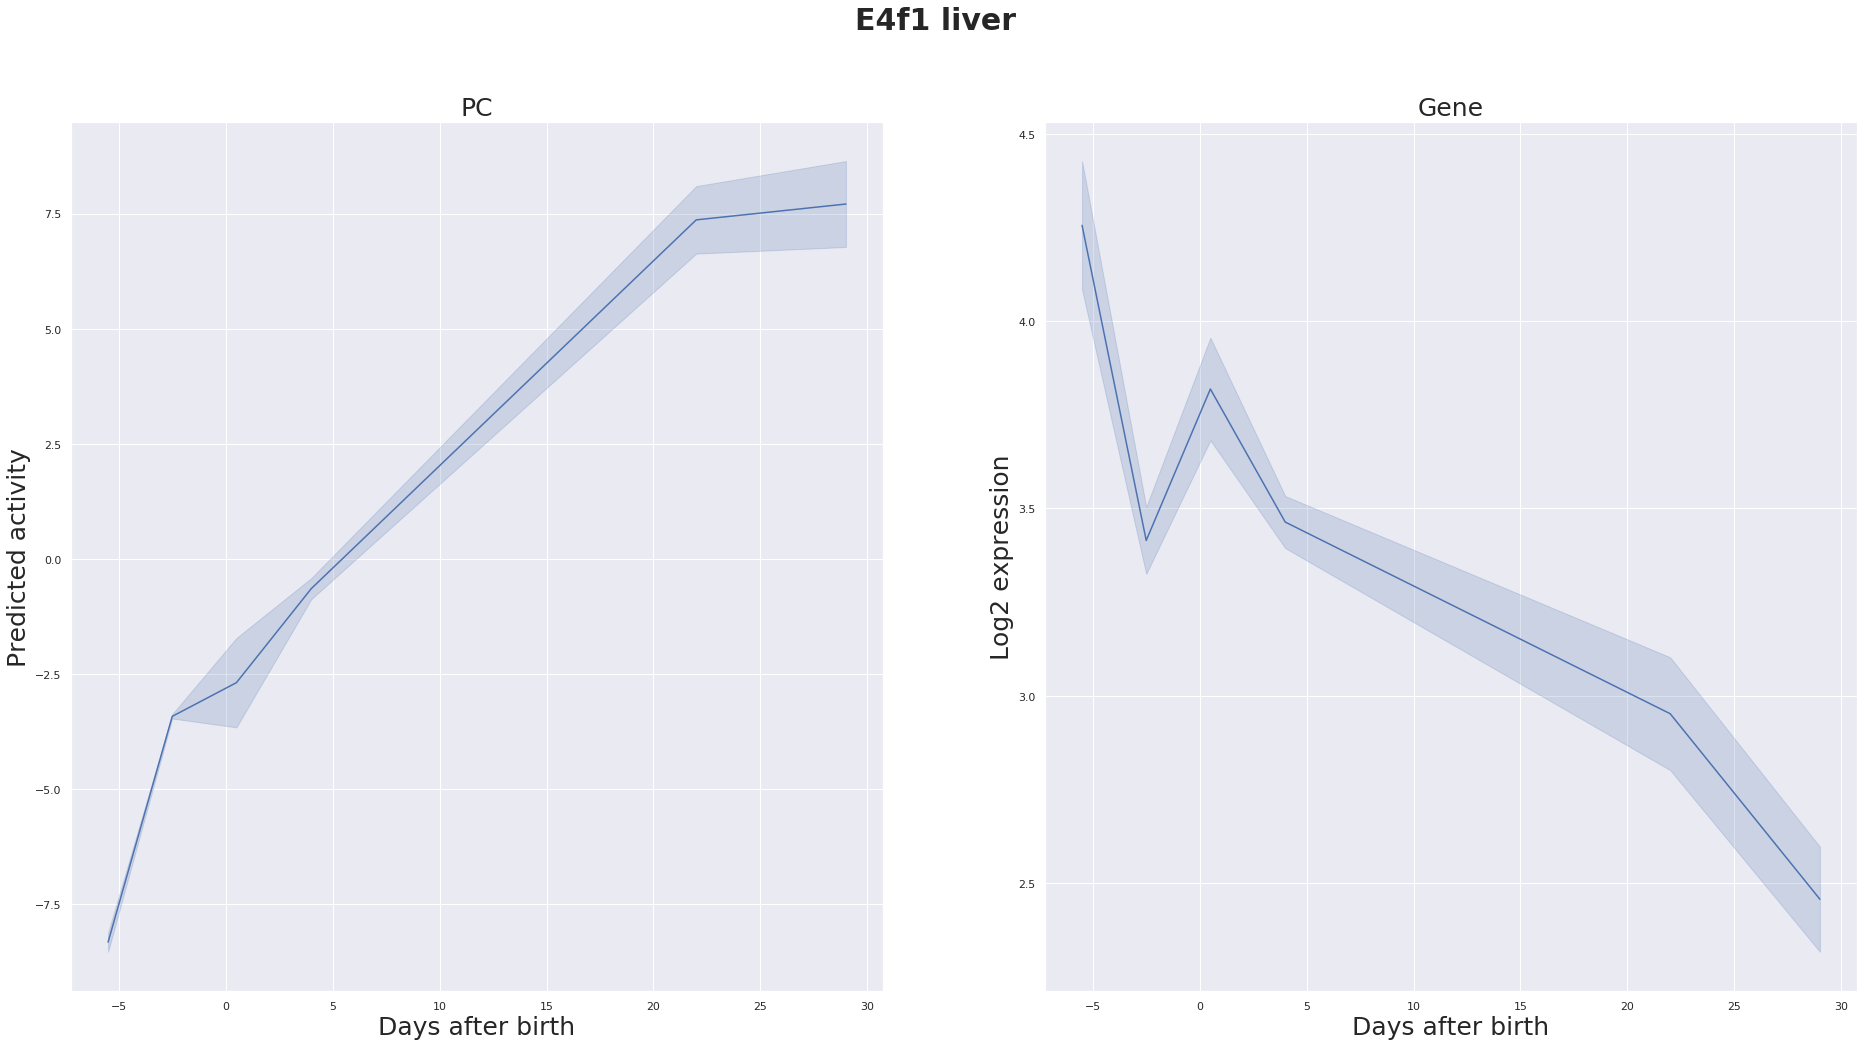 E4f1 liver
PC
Predicted activity
7.5
5.0
2.5
0.0
−2.5
−5.0
−7.5
−5 0 5 10 15 20 25 30
Days after birth
Gene
Log2 expression
4.5
4.0
3.5
3.0
2.5
−5 0 5 10 15 20 25 30
Days after birth